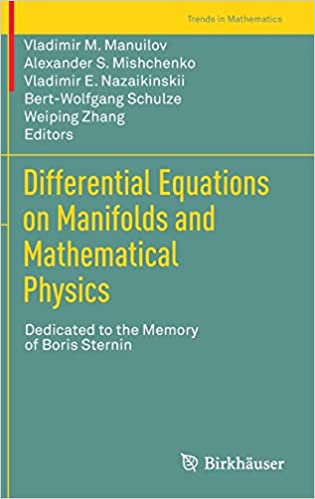 Trends in Mathematics
Vladimir M. Manuilov
Alexander S. Mishchenko
Vladimir E. Nazaikinskii
Bert-Wolfgang Schulze
Weiping Zhang
Editors
Differential Equations
on Manifolds and
Mathematical
Physics
Dedicated to the Memory
of Boris Sternin
Birkhäuser